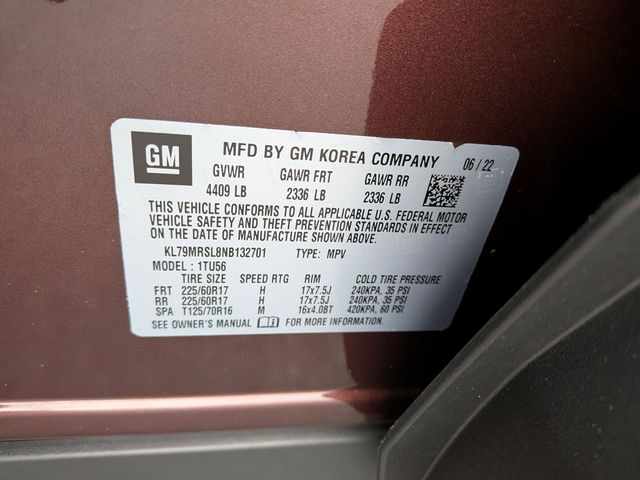 GM MFD BY GM KOREA COMPANY 06 / 22
GVWR GAWR FRT GAWR RR
4409 LB 2336 LB 2336 LB
THIS VEHICLE CONFORMS TO ALL APPLICABLE U.S. FEDERAL MOTOR
VEHICLE SAFETY AND THEFT PREVENTION STANDARDS IN EFFECT
ON THE DATE OF MANUFACTURE SHOWN ABOVE.
KL79MRSL8NB132701 TYPE: MPV
MODEL : 1TU56
TIRE SIZE SPEED RTG RIM COLD TIRE PRESSURE
FRT 225/60R17 H 17x7.5J 240KPA, 35 PSI
RR 225/60R17 H 17x7.5J 240KPA, 35 PSI
SPA T125/70R16 M 16x4.0BT 420KPA, 60 PSI
SEE OWNER'S MANUAL FOR MORE INFORMATION.